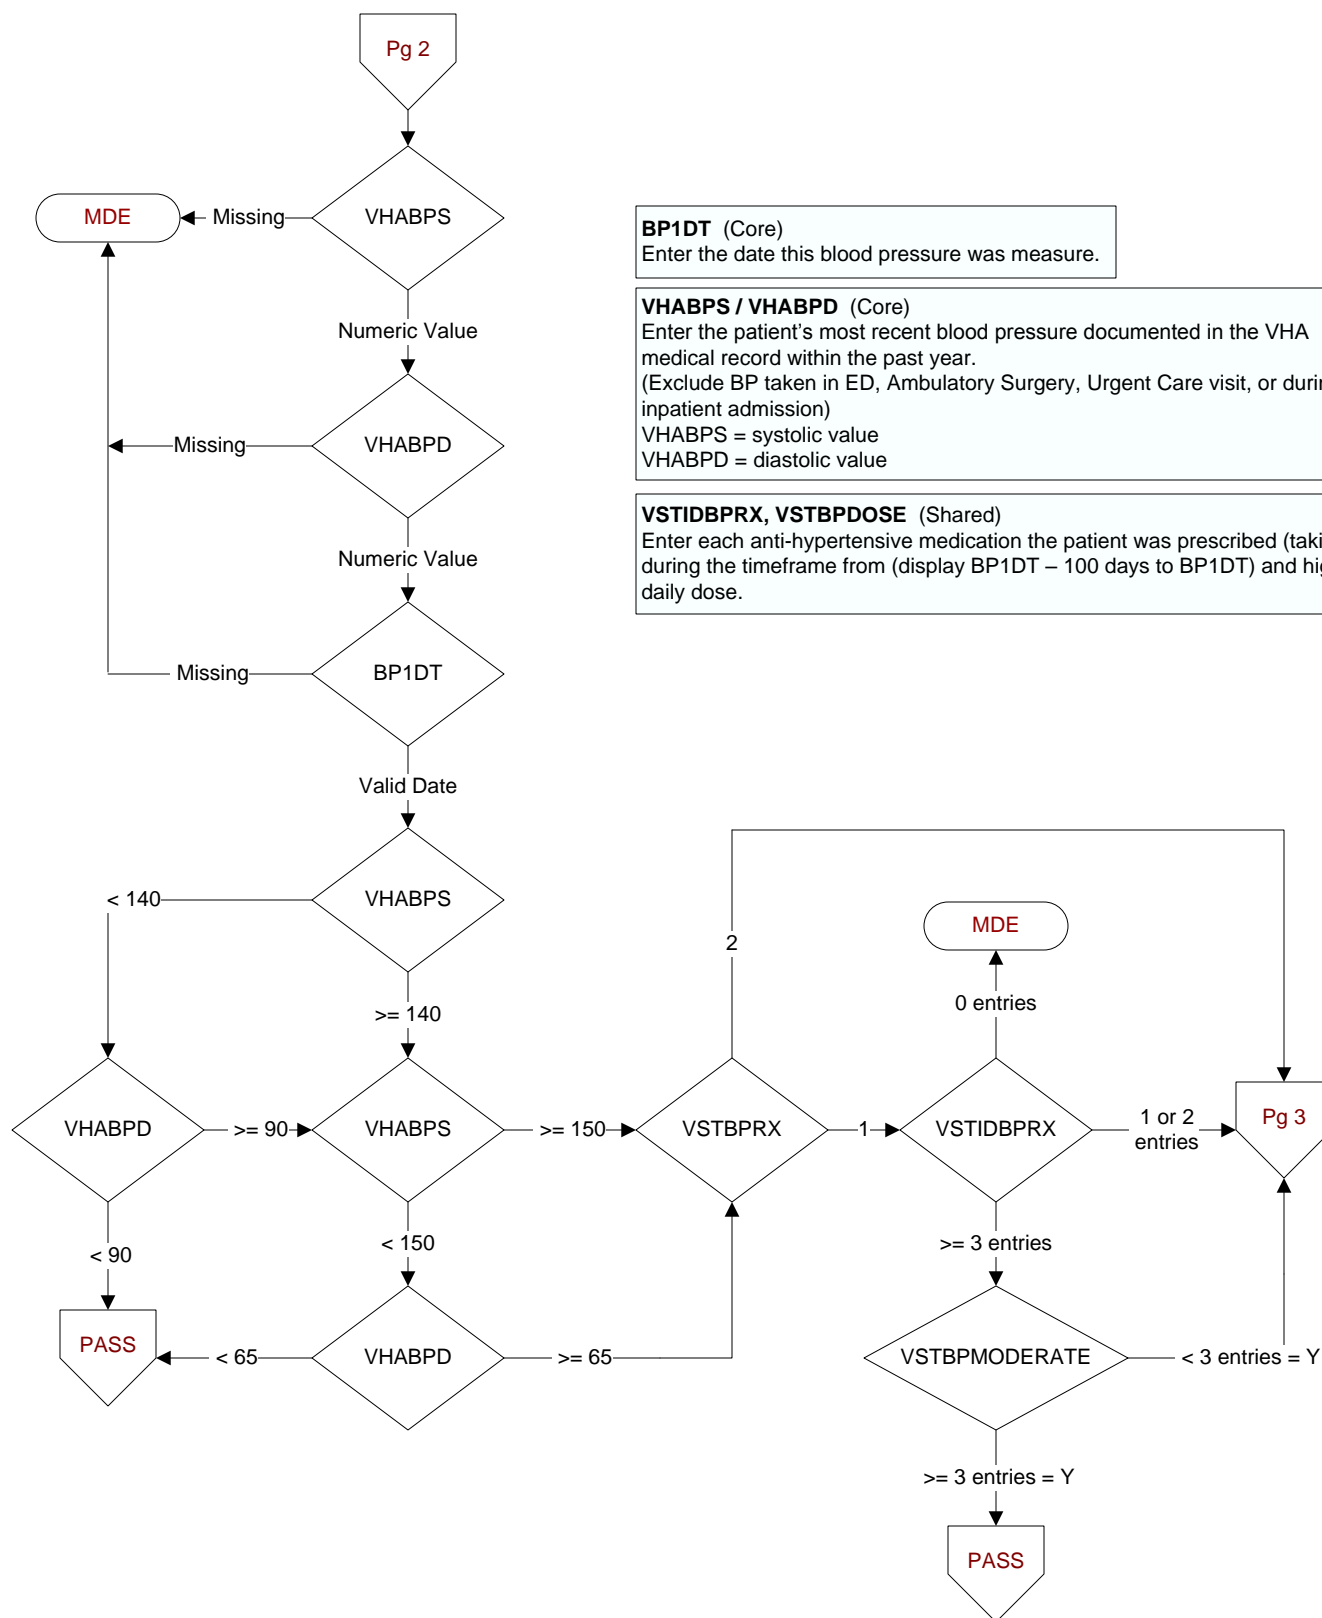 Pg 2
VHABPS
MDE
Missing
Numeric Value
BP1DT (Core)
Enter the date this blood pressure was measure.
VHABPS / VHABPD (Core)
Enter the patient's most recent blood pressure documented in the VHA
medical record within the past year.
(Exclude BP taken in ED, Ambulatory Surgery, Urgent Care visit, or
inpatient admission)
VHABPS = systolic value
VHABPD = diastolic value
VSTIDBPRX, VSTBPDOSE (Shared)
Enter each anti-hypertensive medication the patient was prescribed
during the timeframe from (display BP1DT – 100 days to BP1DT) and
daily dose.
VHABPD
Missing
Numeric Value
BP1DT
Missing
Valid Date
VHABPS
< 140
>= 140
2
MDE
0 entries
VHABPD
>= 90
VHABPS
>= 150
VSTBPRX
1
VSTIDBPRX
1 or 2
entries
Pg 3
< 90
< 150
>= 3 entries
PASS
< 65
VHABPD
>= 65
VSTBPMODERATE
< 3 entries = Y
>= 3 entries = Y
PASS